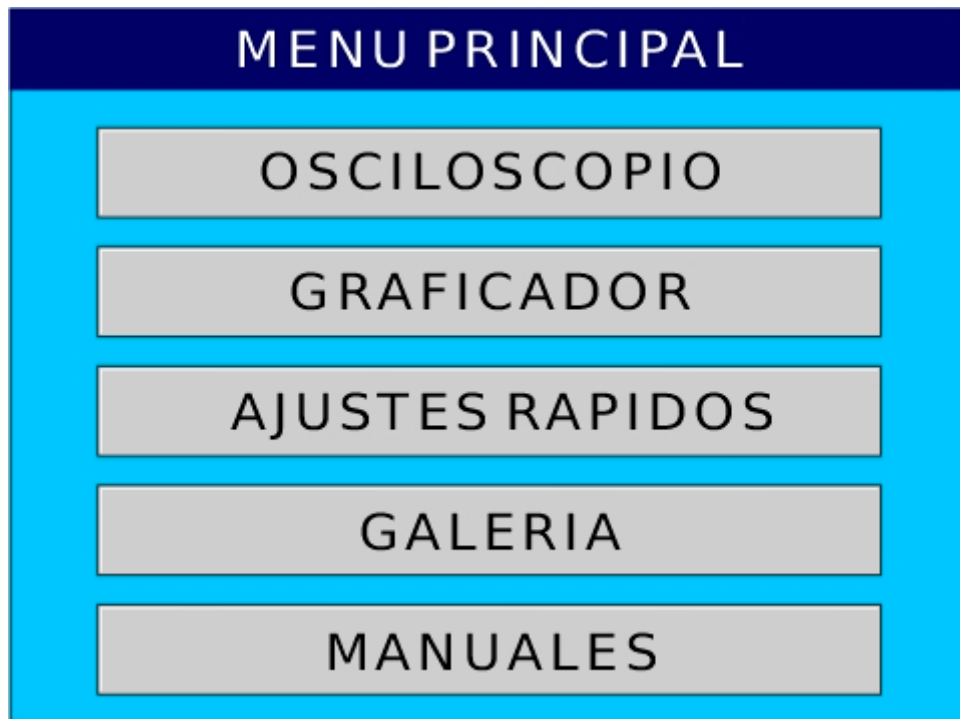 MENU PRINCIPAL
OSCILOSCOPIO
GRAFICADOR
AJUSTES RAPIDOS
GALERIA
MANUALES